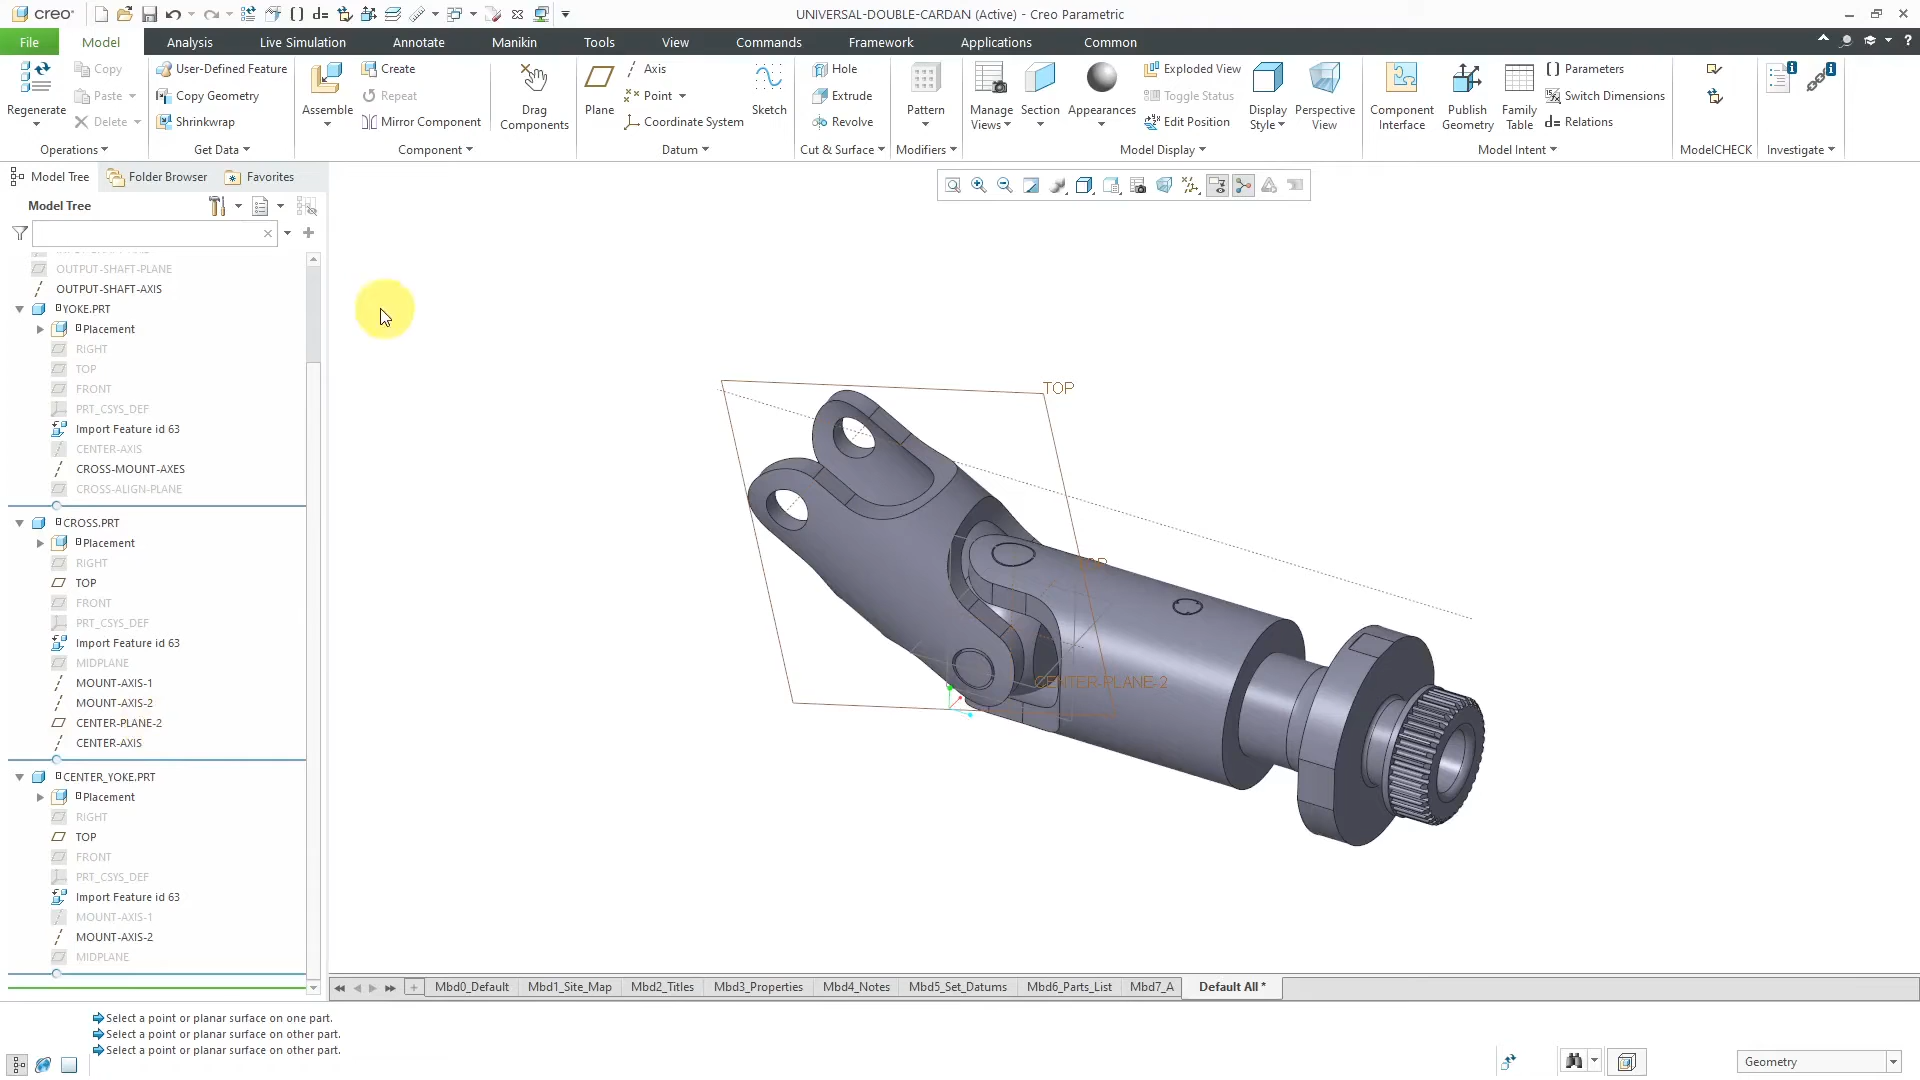 creo UNIVERSAL-DOUBLE-CARDAN (Active) - Creo Parametric
File Model Analysis Live Simulation Annotate Manikin Tools View Commands Framework Applications Common
Regenerate
Copy
Paste
Delete
Operations
User-Defined Feature
Copy Geometry
Shrinkwrap
Get Data
Assemble
Create
Repeat
Mirror Component
Component
Drag Components
Plane
Axis
Point
Coordinate System
Sketch
Datum
Hole
Extrude
Revolve
Cut & Surface
Pattern
Modifiers
Manage Views
Section
Appearances
Exploded View
Toggle Status
Edit Position
Display Style
Perspective View
Model Display
Component Interface
Publish Geometry
Family Table
Parameters
Switch Dimensions
d= Relations
Model Intent
ModelCHECK
Investigate
Model Tree Folder Browser Favorites
Model Tree
OUTPUT-SHAFT-PLANE
OUTPUT-SHAFT-AXIS
YOKE.PRT
Placement
RIGHT
TOP
FRONT
PRT_CSYS_DEF
Import Feature id 63
CENTER-AXIS
CROSS-MOUNT-AXES
CROSS-ALIGN-PLANE
CROSS.PRT
Placement
RIGHT
TOP
FRONT
PRT_CSYS_DEF
Import Feature id 63
MIDPLANE
MOUNT-AXIS-1
MOUNT-AXIS-2
CENTER-PLANE-2
CENTER-AXIS
CENTER_YOKE.PRT
Placement
RIGHT
TOP
FRONT
PRT_CSYS_DEF
Import Feature id 63
MOUNT-AXIS-1
MOUNT-AXIS-2
MIDPLANE
TOP
CENTER-PLANE-2
Mbd0_Default Mbd1_Site_Map Mbd2_Titles Mbd3_Properties Mbd4_Notes Mbd5_Set_Datums Mbd6_Parts_List Mbd7_A Default All *
Select a point or planar surface on one part.
Select a point or planar surface on other part.
Select a point or planar surface on other part.
Geometry